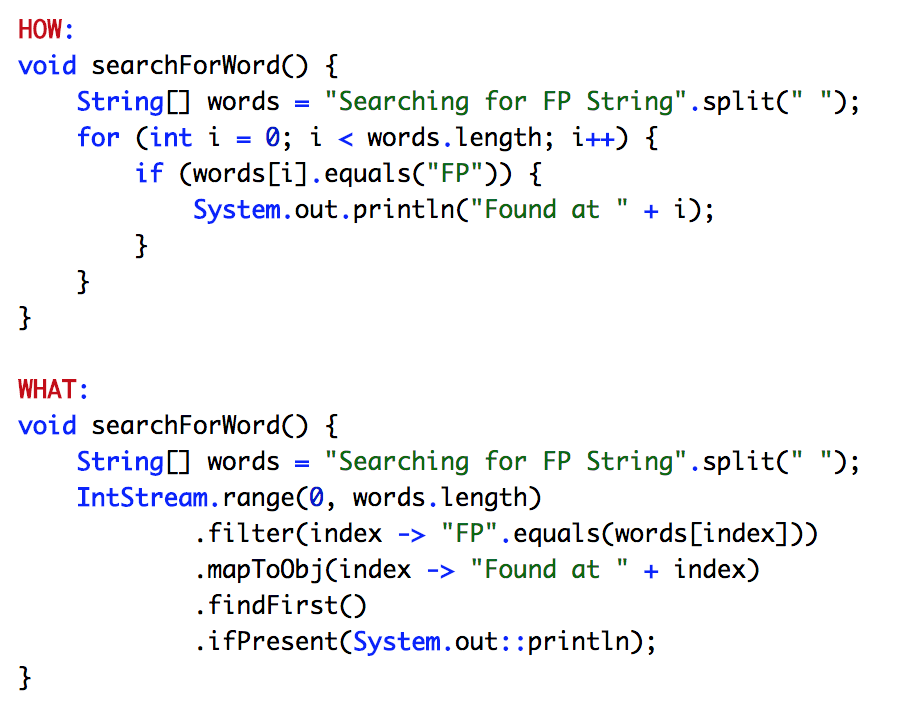 HOW:
void searchForWord() {
    String[] words = "Searching for FP String".split(" ");
    for (int i = 0; i < words.length; i++) {
        if (words[i].equals("FP")) {
            System.out.println("Found at " + i);
        }
    }
}

WHAT:
void searchForWord() {
    String[] words = "Searching for FP String".split(" ");
    IntStream.range(0, words.length)
            .filter(index -> "FP".equals(words[index]))
            .mapToObj(index -> "Found at " + index)
            .findFirst()
            .ifPresent(System.out::println);
}